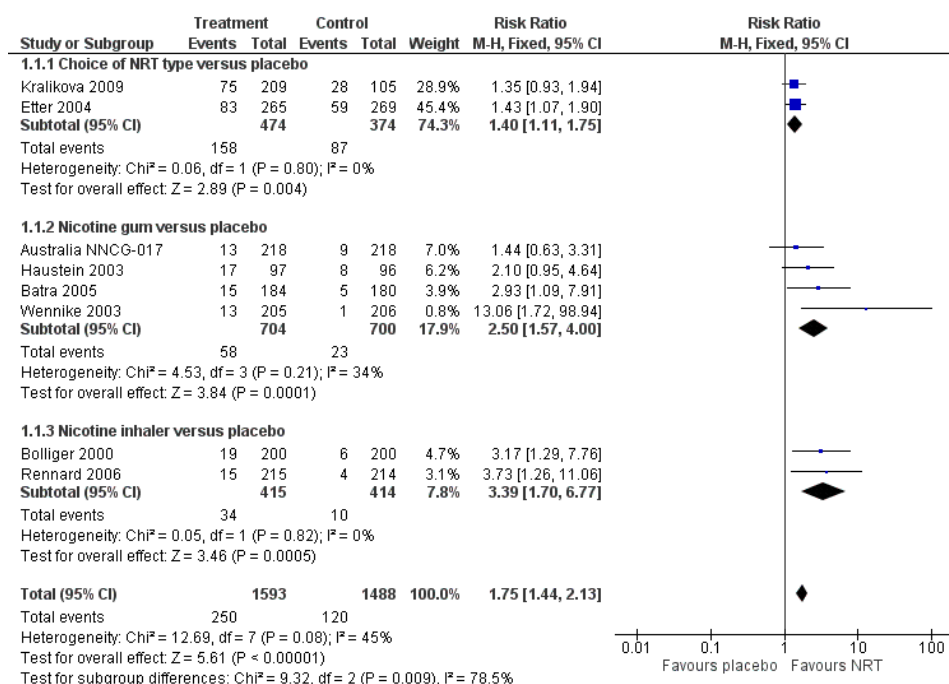 Treatment Control Risk Ratio Risk Ratio
Study or Subgroup Events Total Events Total Weight M-H, Fixed, 95% CI M-H, Fixed, 95% CI
1.1.1 Choice of NRT type versus placebo
Kralikova 2009 75 209 28 105 28.9% 1.35 [0.93, 1.94]
Etter 2004 83 265 59 269 45.4% 1.43 [1.07, 1.90]
Subtotal (95% CI) 474 374 74.3% 1.40 [1.11, 1.75]
Total events 158 87
Heterogeneity: Chi² = 0.06, df = 1 (P = 0.80); I² = 0%
Test for overall effect: Z = 2.89 (P = 0.004)
1.1.2 Nicotine gum versus placebo
Australia NNCG-017 13 218 9 218 7.0% 1.44 [0.63, 3.31]
Haustein 2003 17 97 8 96 6.2% 2.10 [0.95, 4.64]
Batra 2005 15 184 5 180 3.9% 2.93 [1.09, 7.91]
Wennike 2003 13 205 1 206 0.8% 13.06 [1.72, 98.94]
Subtotal (95% CI) 704 700 17.9% 2.50 [1.57, 4.00]
Total events 58 23
Heterogeneity: Chi² = 4.53, df = 3 (P = 0.21); I² = 34%
Test for overall effect: Z = 3.84 (P = 0.0001)
1.1.3 Nicotine inhaler versus placebo
Bolliger 2000 19 200 6 200 4.7% 3.17 [1.29, 7.76]
Rennard 2006 15 215 4 214 3.1% 3.73 [1.26, 11.06]
Subtotal (95% CI) 415 414 7.8% 3.39 [1.70, 6.77]
Total events 34 10
Heterogeneity: Chi² = 0.05, df = 1 (P = 0.82); I² = 0%
Test for overall effect: Z = 3.46 (P = 0.0005)
Total (95% CI) 1593 1488 100.0% 1.75 [1.44, 2.13]
Total events 250 120
Heterogeneity: Chi² = 12.69, df = 7 (P = 0.08); I² = 45%
Test for overall effect: Z = 5.61 (P < 0.00001)
Test for subgroup differences: Chi² = 9.32, df = 2 (P = 0.009), I² = 78.5%
0.01 0.1 1 10 100
Favours placebo Favours NRT